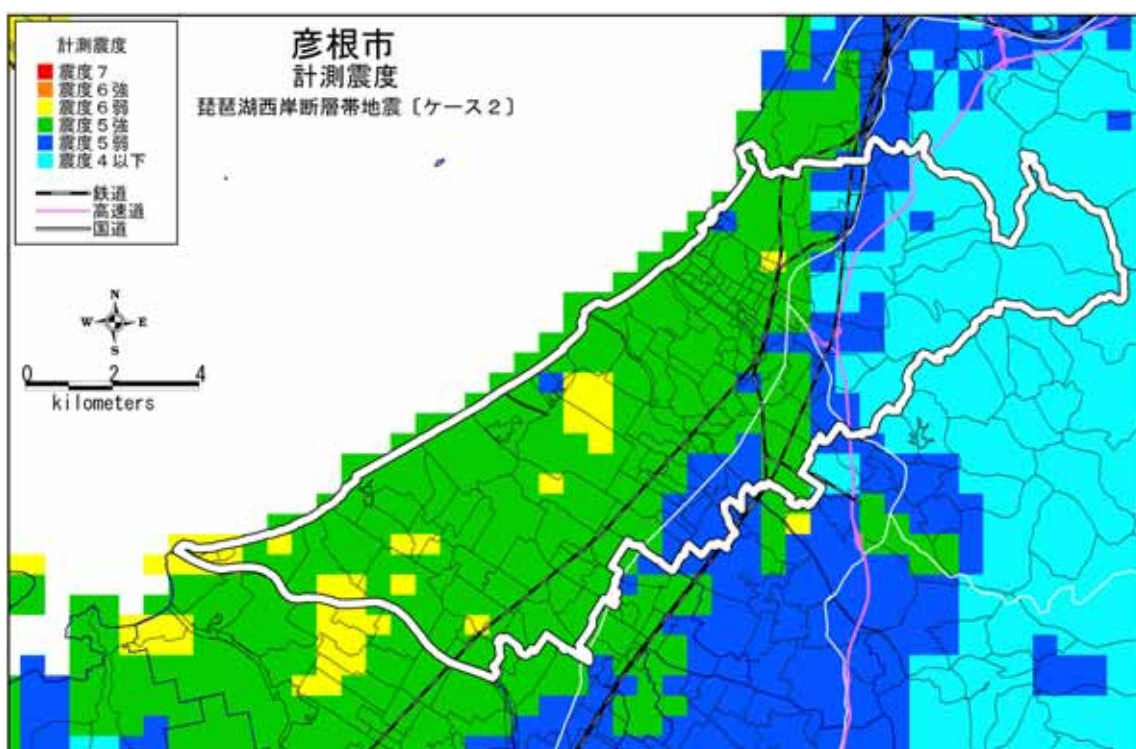 計測震度
震度7
震度6強
震度6弱
震度5強
震度5弱
震度4以下
鉄道
高速道
国道
彦根市
計測震度
琵琶湖西岸断層帯地震〔ケース2〕
N
W E
S
0 2 4
kilometers